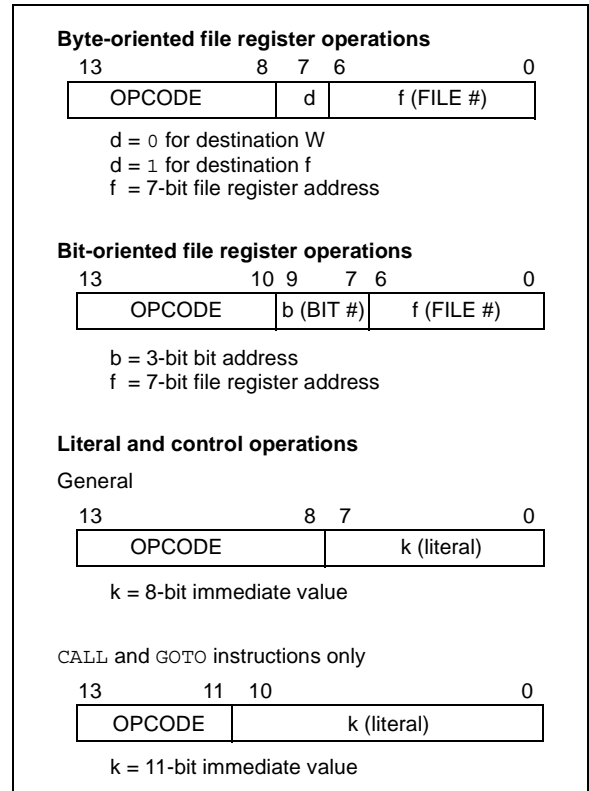 Byte-oriented file register operations
13 8 7 6 0
OPCODE d f (FILE #)
d = 0 for destination W
d = 1 for destination f
f = 7-bit file register address
Bit-oriented file register operations
13 10 9 7 6 0
OPCODE b (BIT #) f (FILE #)
b = 3-bit bit address
f = 7-bit file register address
Literal and control operations
General
13 8 7 0
OPCODE k (literal)
k = 8-bit immediate value
CALL and GOTO instructions only
13 11 10 0
OPCODE k (literal)
k = 11-bit immediate value